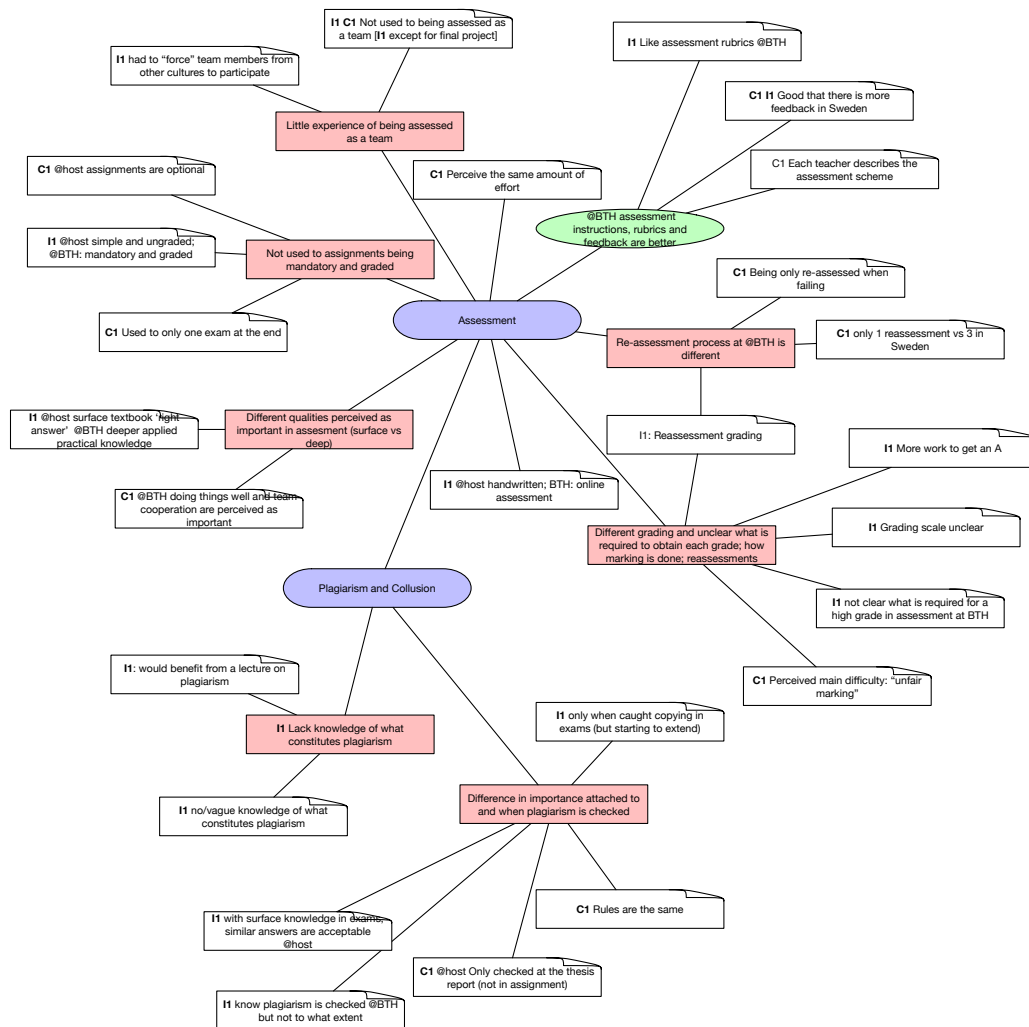 I1 C1 Not used to being assessed as
a team [I1 except for final project]
I1 Like assessment rubrics @BTH
I1 had to “force” team members from
other cultures to participate
C1 I1 Good that there is more
feedback in Sweden
Little experience of being assessed
as a team
C1 @host assignments are optional
C1 Perceive the same amount of
effort
C1 Each teacher describes the
assessment scheme
@BTH assessment
instructions, rubrics and
feedback are better
I1 @host simple and ungraded;
@BTH: mandatory and graded
Not used to assignments being
mandatory and graded
C1 Being only re-assessed when
failing
C1 Used to only one exam at the end
Assessment
Re-assessment process at @BTH is
different
C1 only 1 reassessment vs 3 in
Sweden
I1 @host surface textbook ‘right
answer’ @BTH deeper applied
practical knowledge
Different qualities perceived as
important in assesment (surface vs
deep)
I1: Reassessment grading
I1 More work to get an A
C1 @BTH doing things well and team
cooperation are perceived as
important
I1 @host handwritten; BTH: online
assessment
I1 Grading scale unclear
Different grading and unclear what is
required to obtain each grade; how
marking is done; reassessments
Plagiarism and Collusion
I1 not clear what is required for a
high grade in assessment at BTH
I1: would benefit from a lecture on
plagiarism
C1 Perceived main difficulty: “unfair
marking”
I1 Lack knowledge of what
constitutes plagiarism
I1 only when caught copying in
exams (but starting to extend)
I1 no/vague knowledge of what
constitutes plagiarism
Difference in importance attached to
and when plagiarism is checked
C1 Rules are the same
I1 with surface knowledge in exams,
similar answers are acceptable
@host
C1 @host Only checked at the thesis
report (not in assignment)
I1 know plagiarism is checked @BTH
but not to what extent